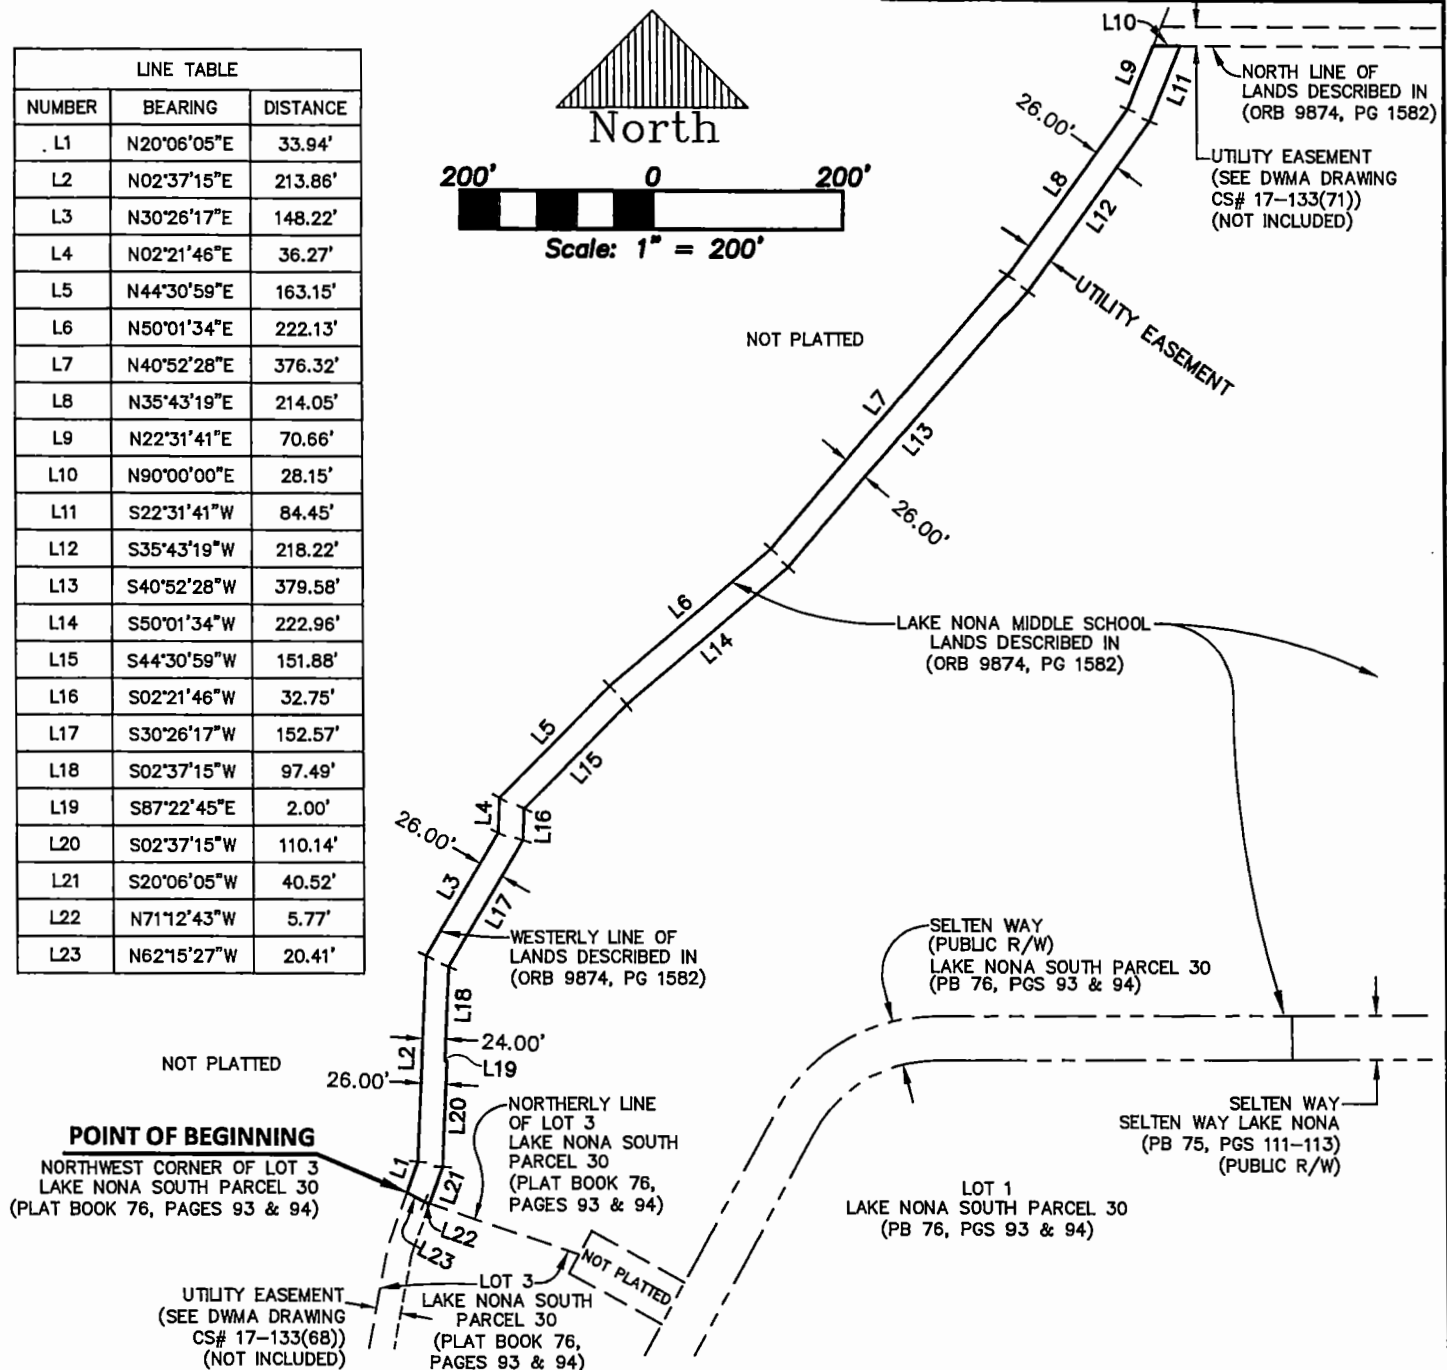 LINE TABLE
NUMBER BEARING DISTANCE
L1 N20°06'05"E 33.94'
L2 N02°37'15"E 213.86'
L3 N30°26'17"E 148.22'
L4 N02°21'46"E 36.27'
L5 N44°30'59"E 163.15'
L6 N50°01'34"E 222.13'
L7 N40°52'28"E 376.32'
L8 N35°43'19"E 214.05'
L9 N22°31'41"E 70.66'
L10 N90°00'00"E 28.15'
L11 S22°31'41"W 84.45'
L12 S35°43'19"W 218.22'
L13 S40°52'28"W 379.58'
L14 S50°01'34"W 222.96'
L15 S44°30'59"W 151.88'
L16 S02°21'46"W 32.75'
L17 S30°26'17"W 152.57'
L18 S02°37'15"W 97.49'
L19 S87°22'45"E 2.00'
L20 S02°37'15"W 110.14'
L21 S20°06'05"W 40.52'
L22 N71°12'43"W 5.77'
L23 N62°15'27"W 20.41'
North
200' 0 200'
Scale: 1" = 200'
L10
L9
L11
NORTH LINE OF
LANDS DESCRIBED IN
(ORB 9874, PG 1582)
26.00'
UTILITY EASEMENT
(SEE DWMA DRAWING
CS# 17-133(71))
(NOT INCLUDED)
L8
L12
UTILITY EASEMENT
NOT PLATTED
L7
L13
26.00'
L6
L14
LAKE NONA MIDDLE SCHOOL
LANDS DESCRIBED IN
(ORB 9874, PG 1582)
L5
L15
L4
L16
26.00'
L3
L17
WESTERLY LINE OF
LANDS DESCRIBED IN
(ORB 9874, PG 1582)
SELTEN WAY
(PUBLIC R/W)
LAKE NONA SOUTH PARCEL 30
(PB 76, PGS 93 & 94)
L18
24.00'
L2
L19
NOT PLATTED
26.00'
L20
NORTHERLY LINE
OF LOT 3
LAKE NONA SOUTH
PARCEL 30
(PLAT BOOK 76,
PAGES 93 & 94)
SELTEN WAY
SELTEN WAY LAKE NONA
(PB 75, PGS 111-113)
(PUBLIC R/W)
POINT OF BEGINNING
NORTHWEST CORNER OF LOT 3
LAKE NONA SOUTH PARCEL 30
(PLAT BOOK 76, PAGES 93 & 94)
L1
L21
L22
L23
LOT 1
LAKE NONA SOUTH PARCEL 30
(PB 76, PGS 93 & 94)
NOT PLATTED
UTILITY EASEMENT
(SEE DWMA DRAWING
CS# 17-133(68))
(NOT INCLUDED)
LOT 3
LAKE NONA SOUTH
PARCEL 30
(PLAT BOOK 76,
PAGES 93 & 94)